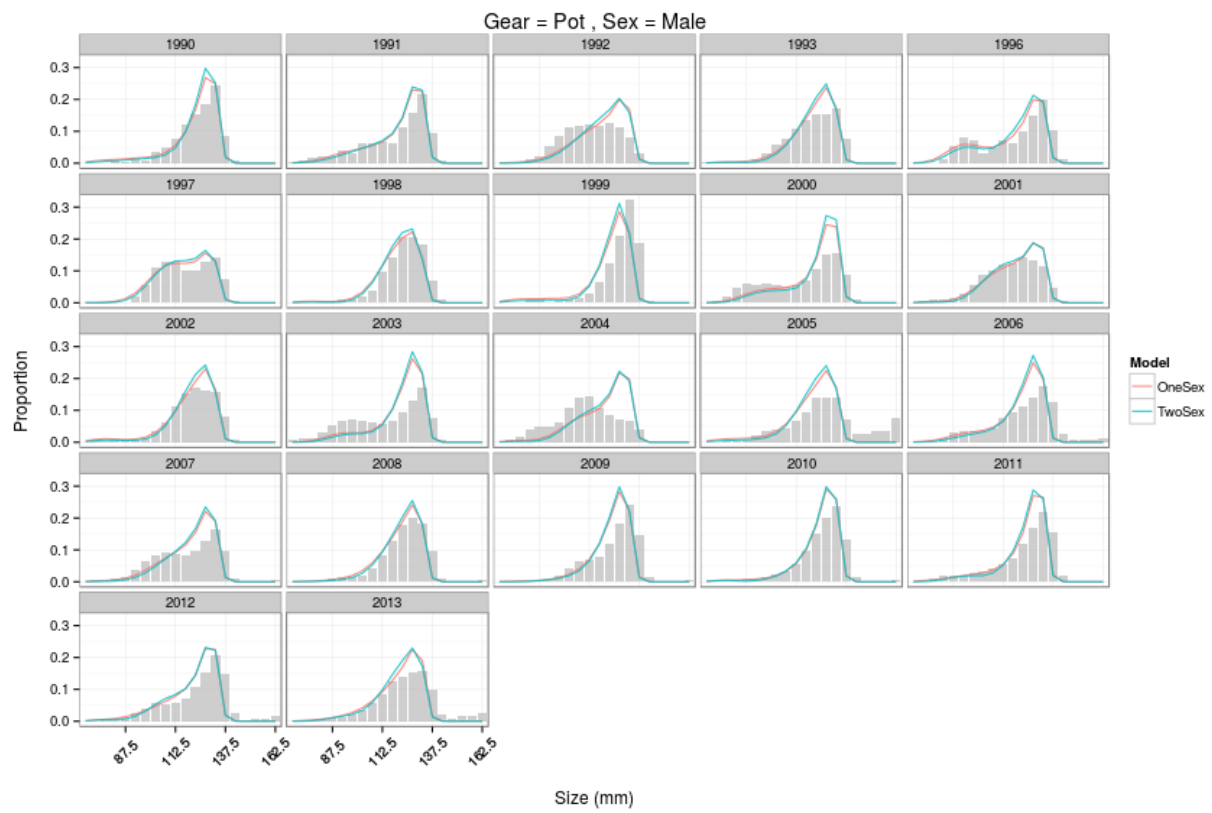 Gear = Pot , Sex = Male
1990 1991 1992 1993 1996
0.3
0.2
0.1
0.0
1997 1998 1999 2000 2001
0.3
0.2
0.1
0.0
2002 2003 2004 2005 2006
0.3
0.2
0.1
0.0
2007 2008 2009 2010 2011
0.3
0.2
0.1
0.0
2012 2013
0.3
0.2
0.1
0.0
87.5 112.5 137.5 162.5 87.5 112.5 137.5 162.5
Size (mm)
Proportion
Model
OneSex
TwoSex